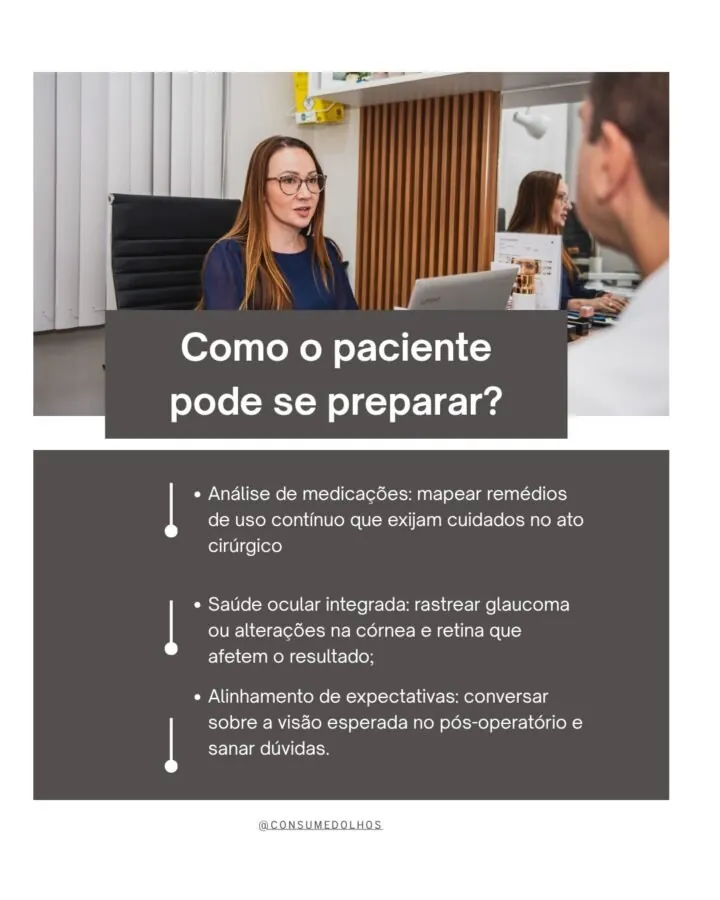 Como o paciente
pode se preparar?
• Análise de medicações: mapear remédios
de uso contínuo que exijam cuidados no ato
cirúrgico
• Saúde ocular integrada: rastrear glaucoma
ou alterações na córnea e retina que
afetem o resultado;
• Alinhamento de expectativas: conversar
sobre a visão esperada no pós-operatório e
sanar dúvidas.
@CONSUMEDOLHOS